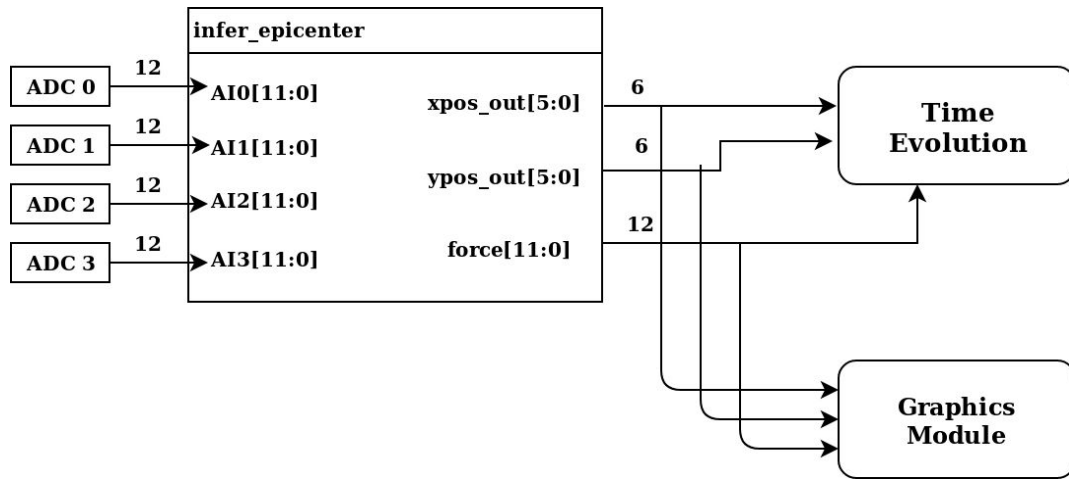 infer_epicenter
ADC 0
12
AI0[11:0]
ADC 1
12
AI1[11:0]
ADC 2
12
AI2[11:0]
ADC 3
12
AI3[11:0]
xpos_out[5:0]
6
ypos_out[5:0]
6
force[11:0]
12
Time
Evolution
Graphics
Module